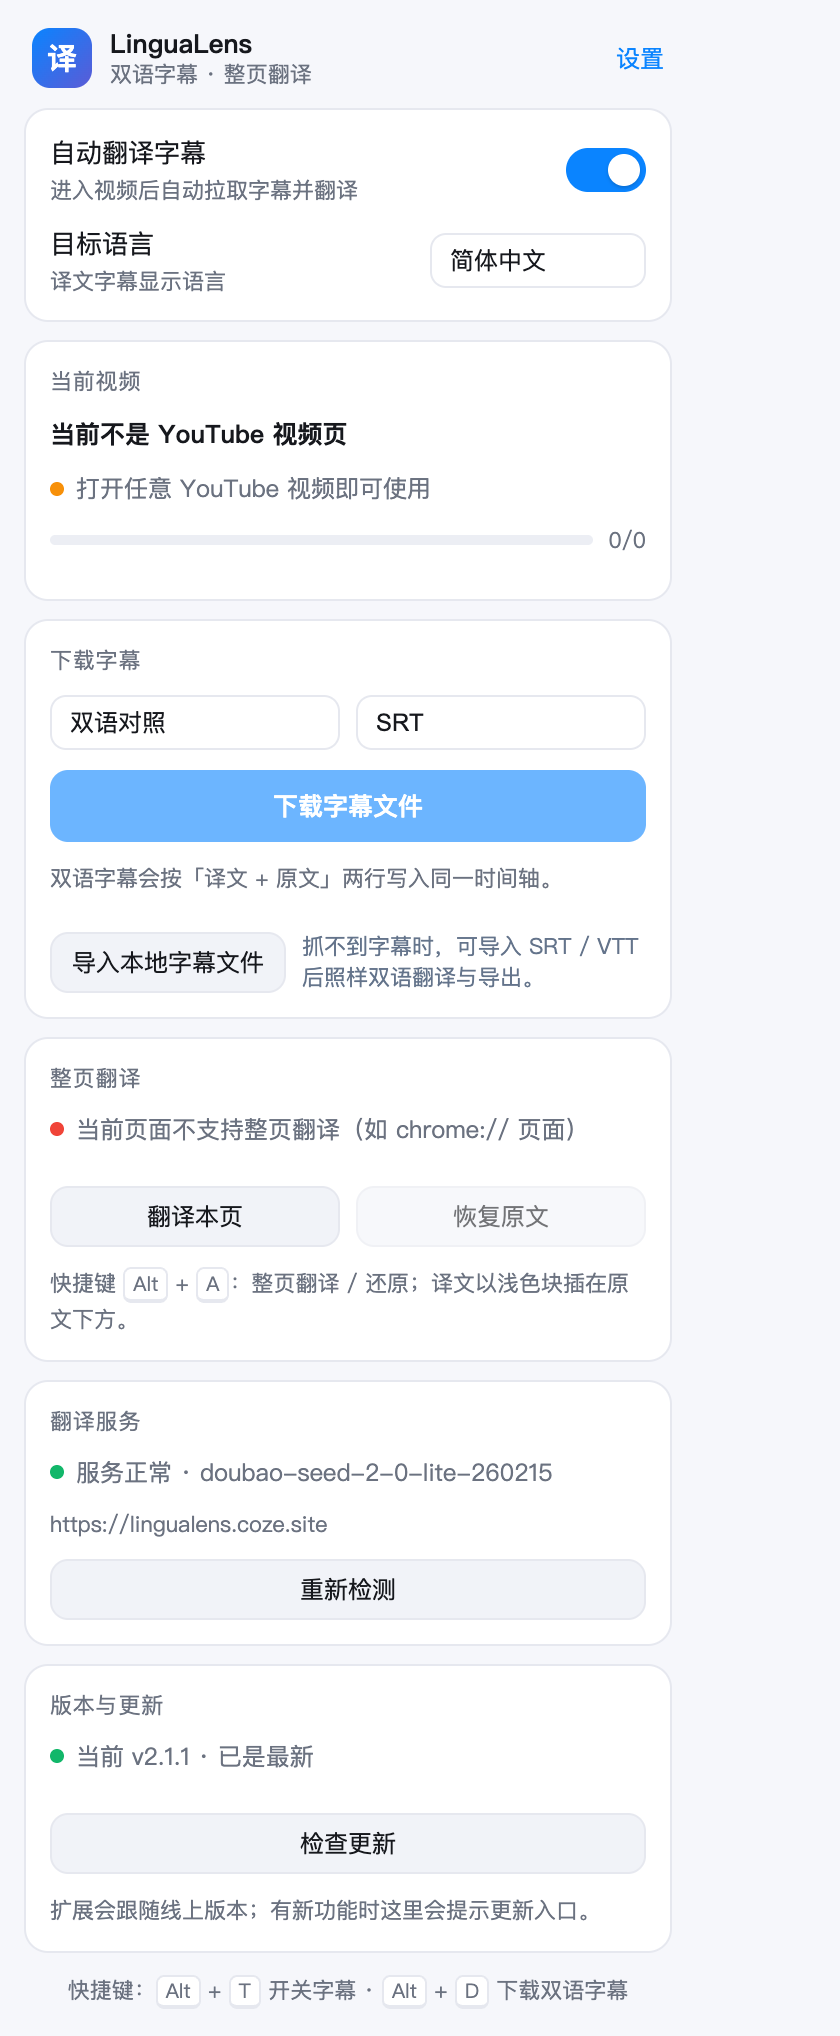 译
LinguaLens
双语字幕 · 整页翻译
设置
自动翻译字幕
进入视频后自动拉取字幕并翻译
目标语言
译文字幕显示语言
简体中文
当前视频
当前不是 YouTube 视频页
打开任意 YouTube 视频即可使用
0/0
下载字幕
双语对照
SRT
下载字幕文件
双语字幕会按「译文 + 原文」两行写入同一时间轴。
导入本地字幕文件
抓不到字幕时，可导入 SRT / VTT
后照样双语翻译与导出。
整页翻译
当前页面不支持整页翻译（如 chrome:// 页面）
翻译本页
恢复原文
快捷键 Alt + A：整页翻译 / 还原；译文以浅色块插在原
文下方。
翻译服务
服务正常 · doubao-seed-2-0-lite-260215
https://lingualens.coze.site
重新检测
版本与更新
当前 v2.1.1 · 已是最新
检查更新
扩展会跟随线上版本；有新功能时这里会提示更新入口。
快捷键：Alt + T 开关字幕 · Alt + D 下载双语字幕